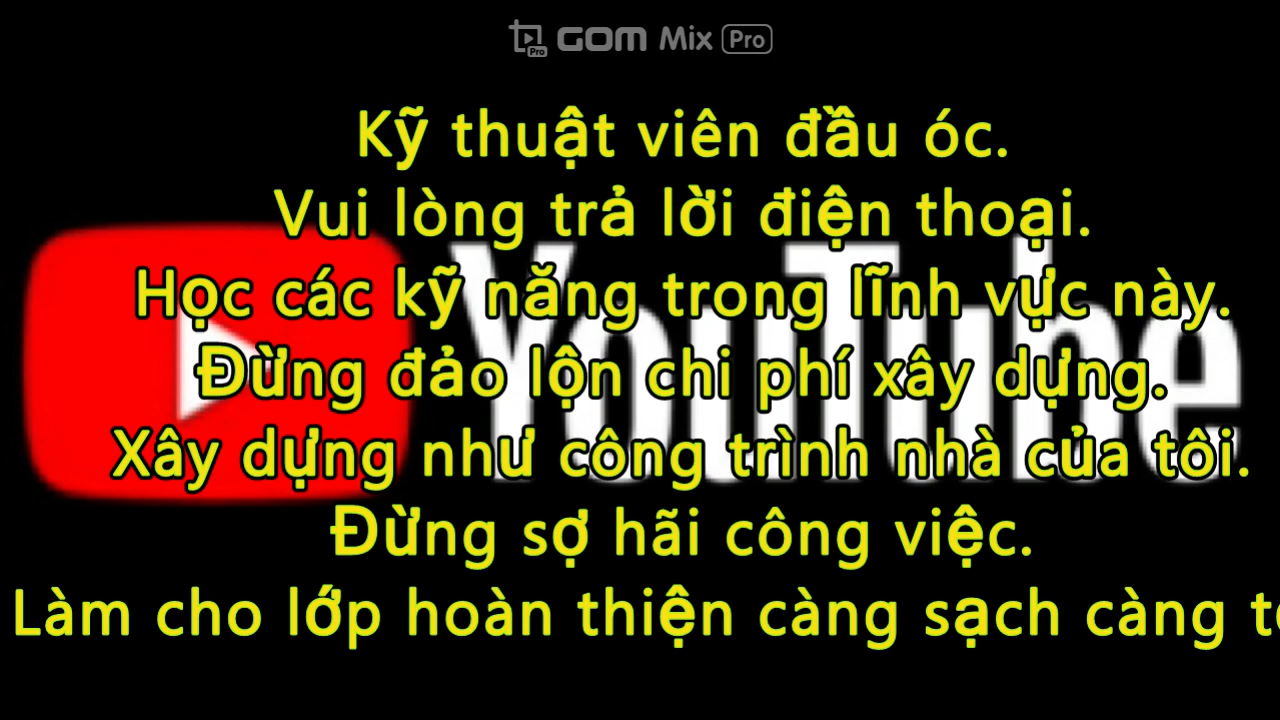 GOM Mix Pro
Kỹ thuật viên đầu óc.
Vui lòng trả lời điện thoại.
Học các kỹ năng trong lĩnh vực này.
YouTube
Đừng đảo lộn chi phí xây dựng.
Xây dựng như công trình nhà của tôi.
Đừng sợ hãi công việc.
Làm cho lớp hoàn thiện càng sạch càng